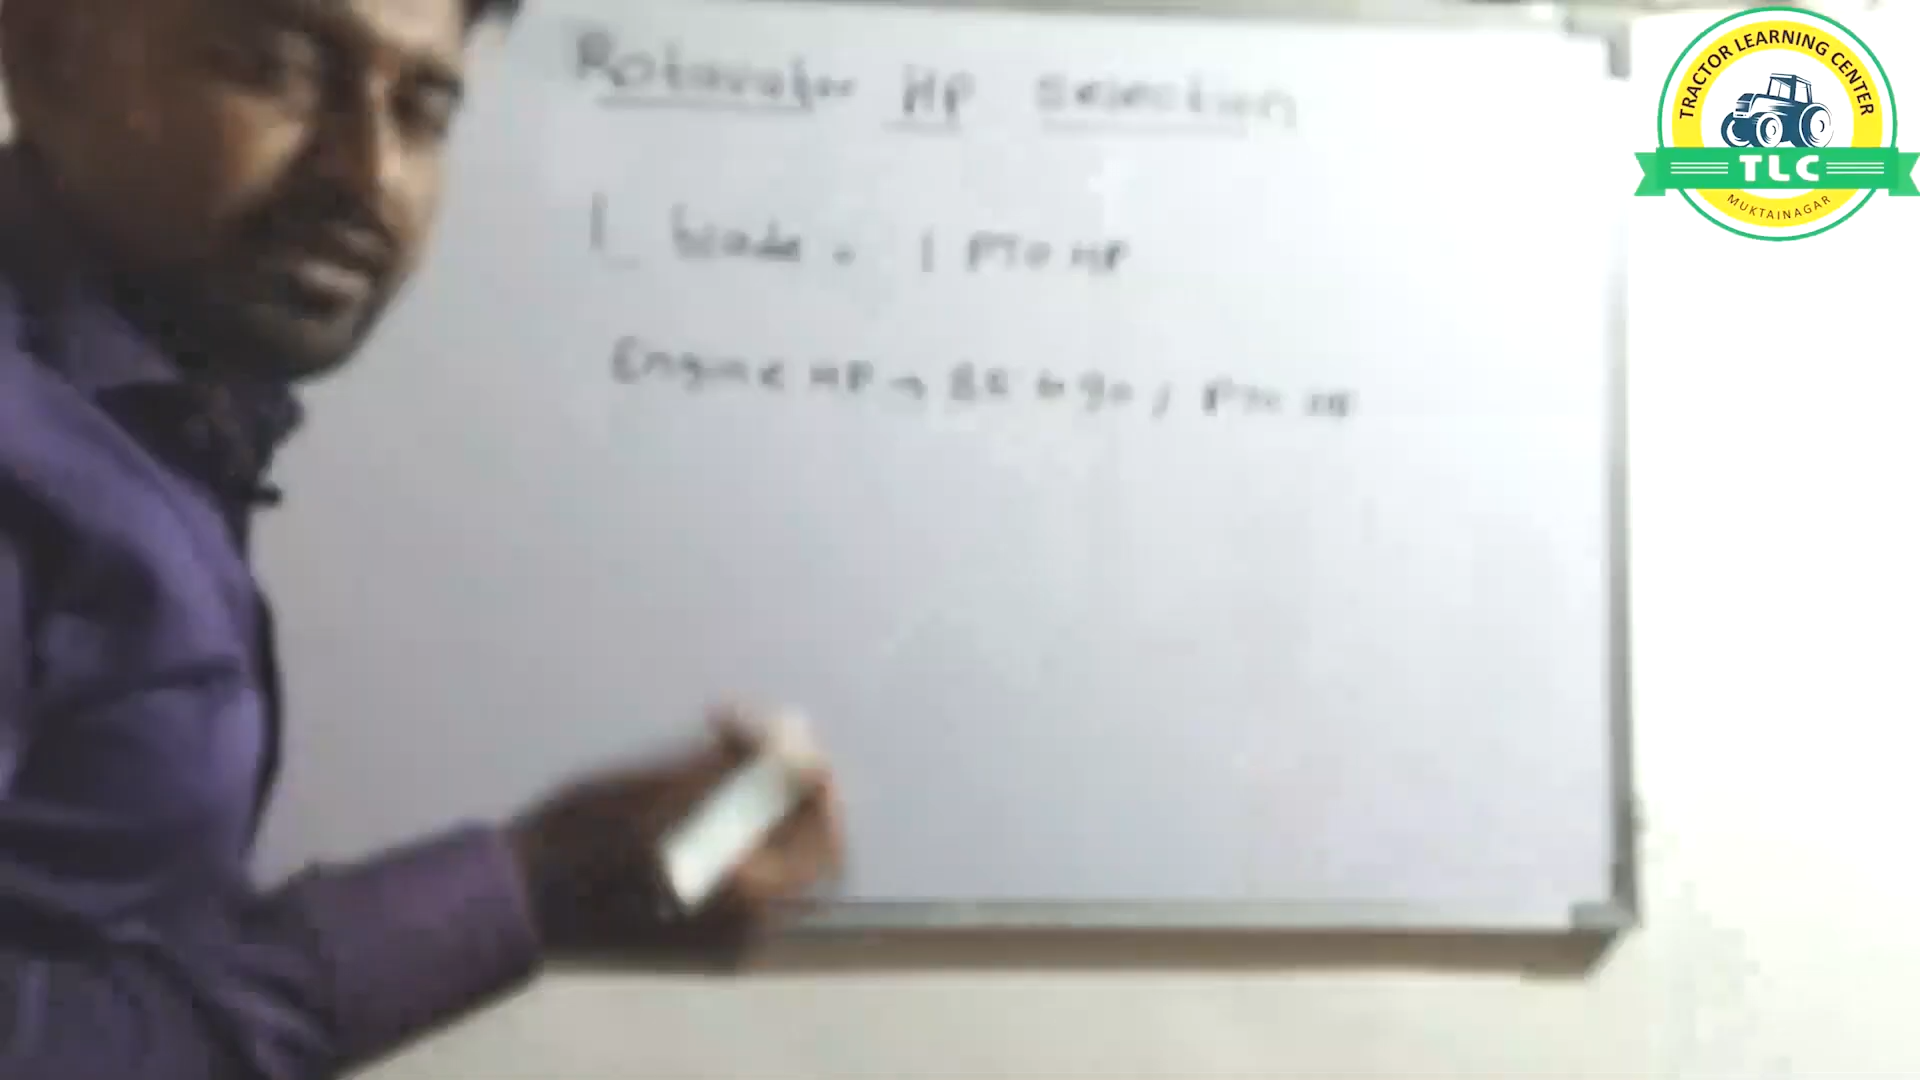 Rotavator HP selection
1 blade = 1 PTO HP
Engine HP → 85 to 90 / PTO HP
TRACTOR LEARNING CENTER
TLC
MUKTAINAGAR